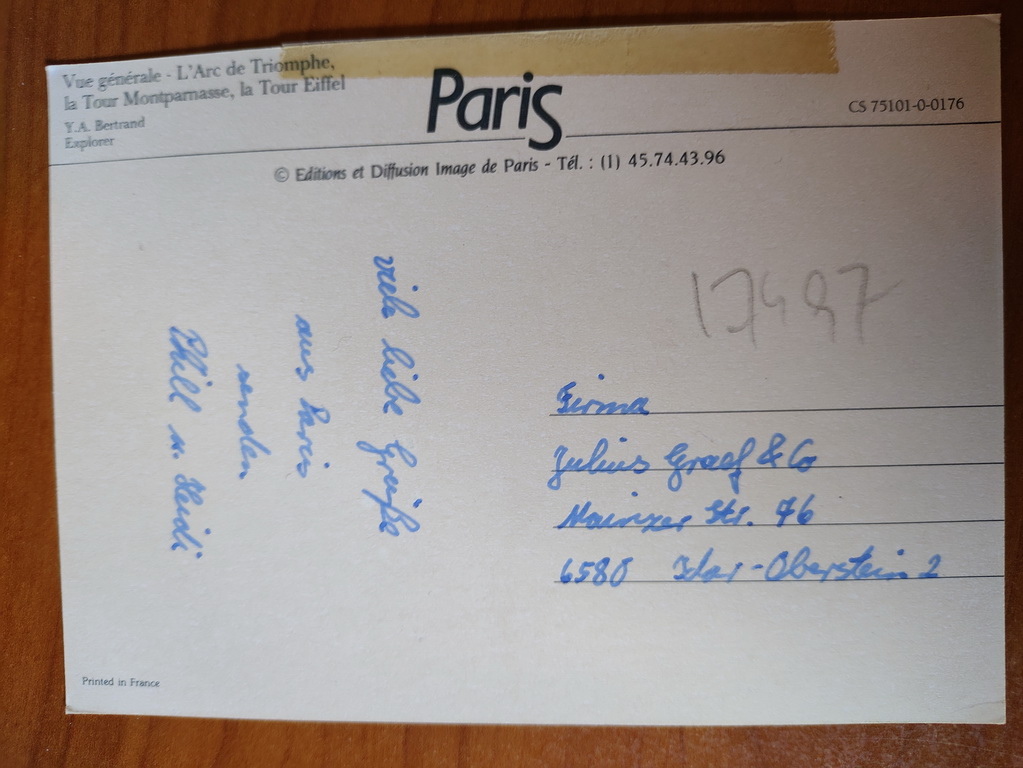 Vue générale - L'Arc de Triomphe,
la Tour Montparnasse, la Tour Eiffel
Y.A. Bertrand
Explorer
Paris
CS 75101-0-0176
© Editions et Diffusion Image de Paris - Tél. : (1) 45.74.43.96
viele liebe Grüße
aus Paris
senden
Phill u. Heidi
17497
Firma
Julius Graef & Co
Mainzer Str. 76
6580 Idar-Oberstein 2
Printed in France